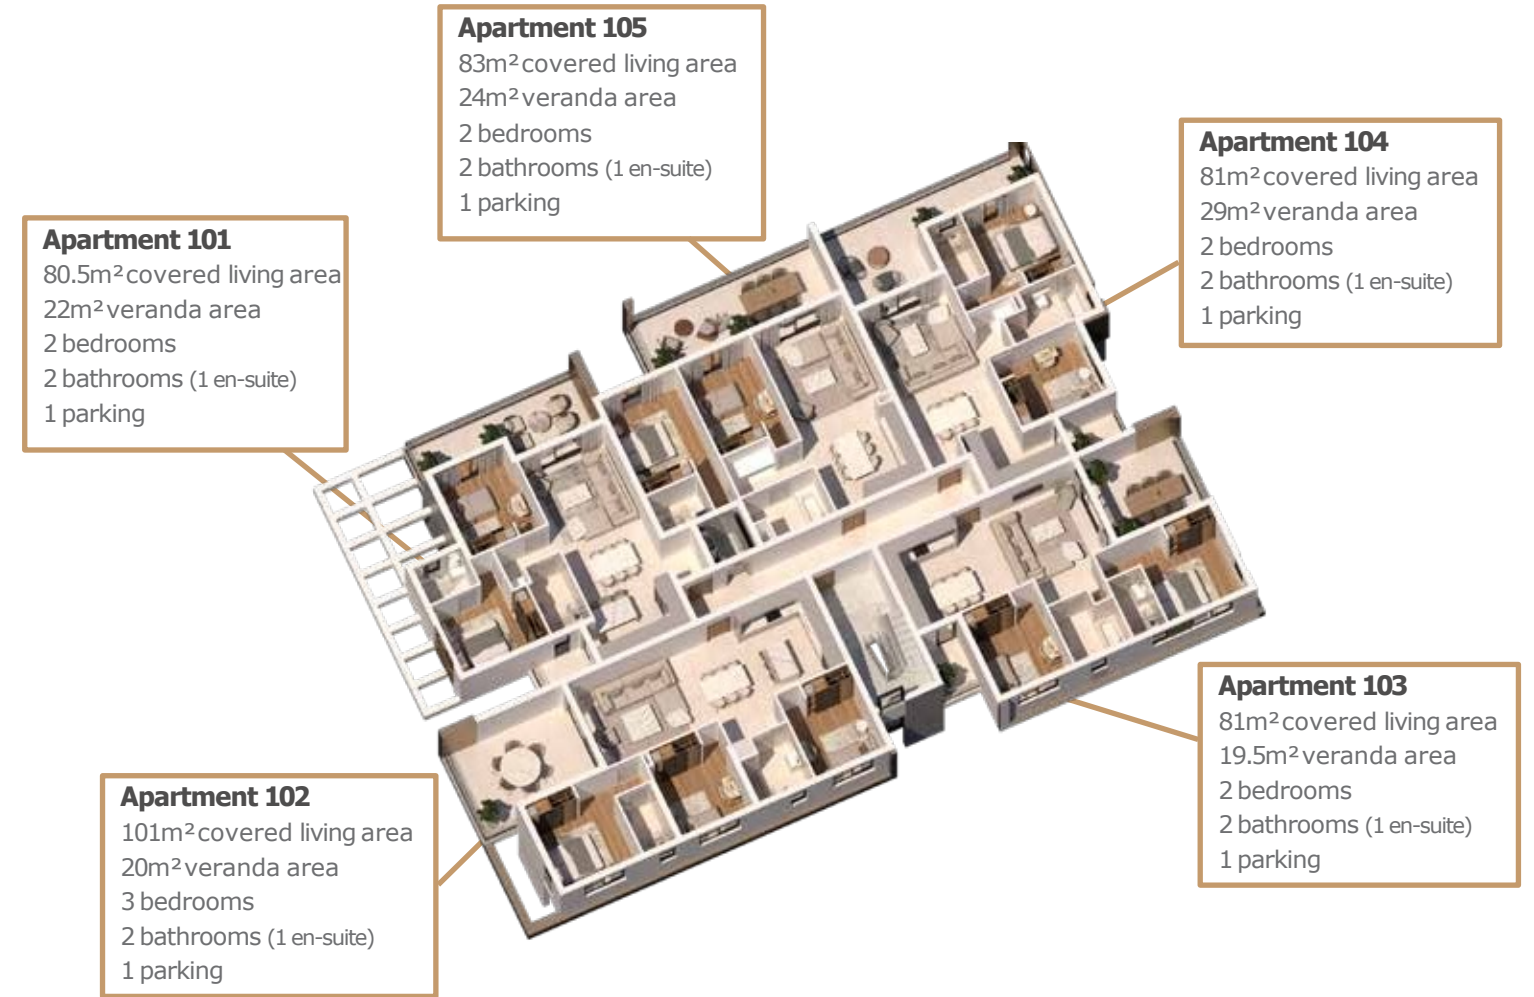 Apartment 105
83m² covered living area
24m² veranda area
2 bedrooms
2 bathrooms (1 en-suite)
1 parking
Apartment 104
81m² covered living area
29m² veranda area
2 bedrooms
2 bathrooms (1 en-suite)
1 parking
Apartment 101
80.5m² covered living area
22m² veranda area
2 bedrooms
2 bathrooms (1 en-suite)
1 parking
Apartment 103
81m² covered living area
19.5m² veranda area
2 bedrooms
2 bathrooms (1 en-suite)
1 parking
Apartment 102
101m² covered living area
20m² veranda area
3 bedrooms
2 bathrooms (1 en-suite)
1 parking